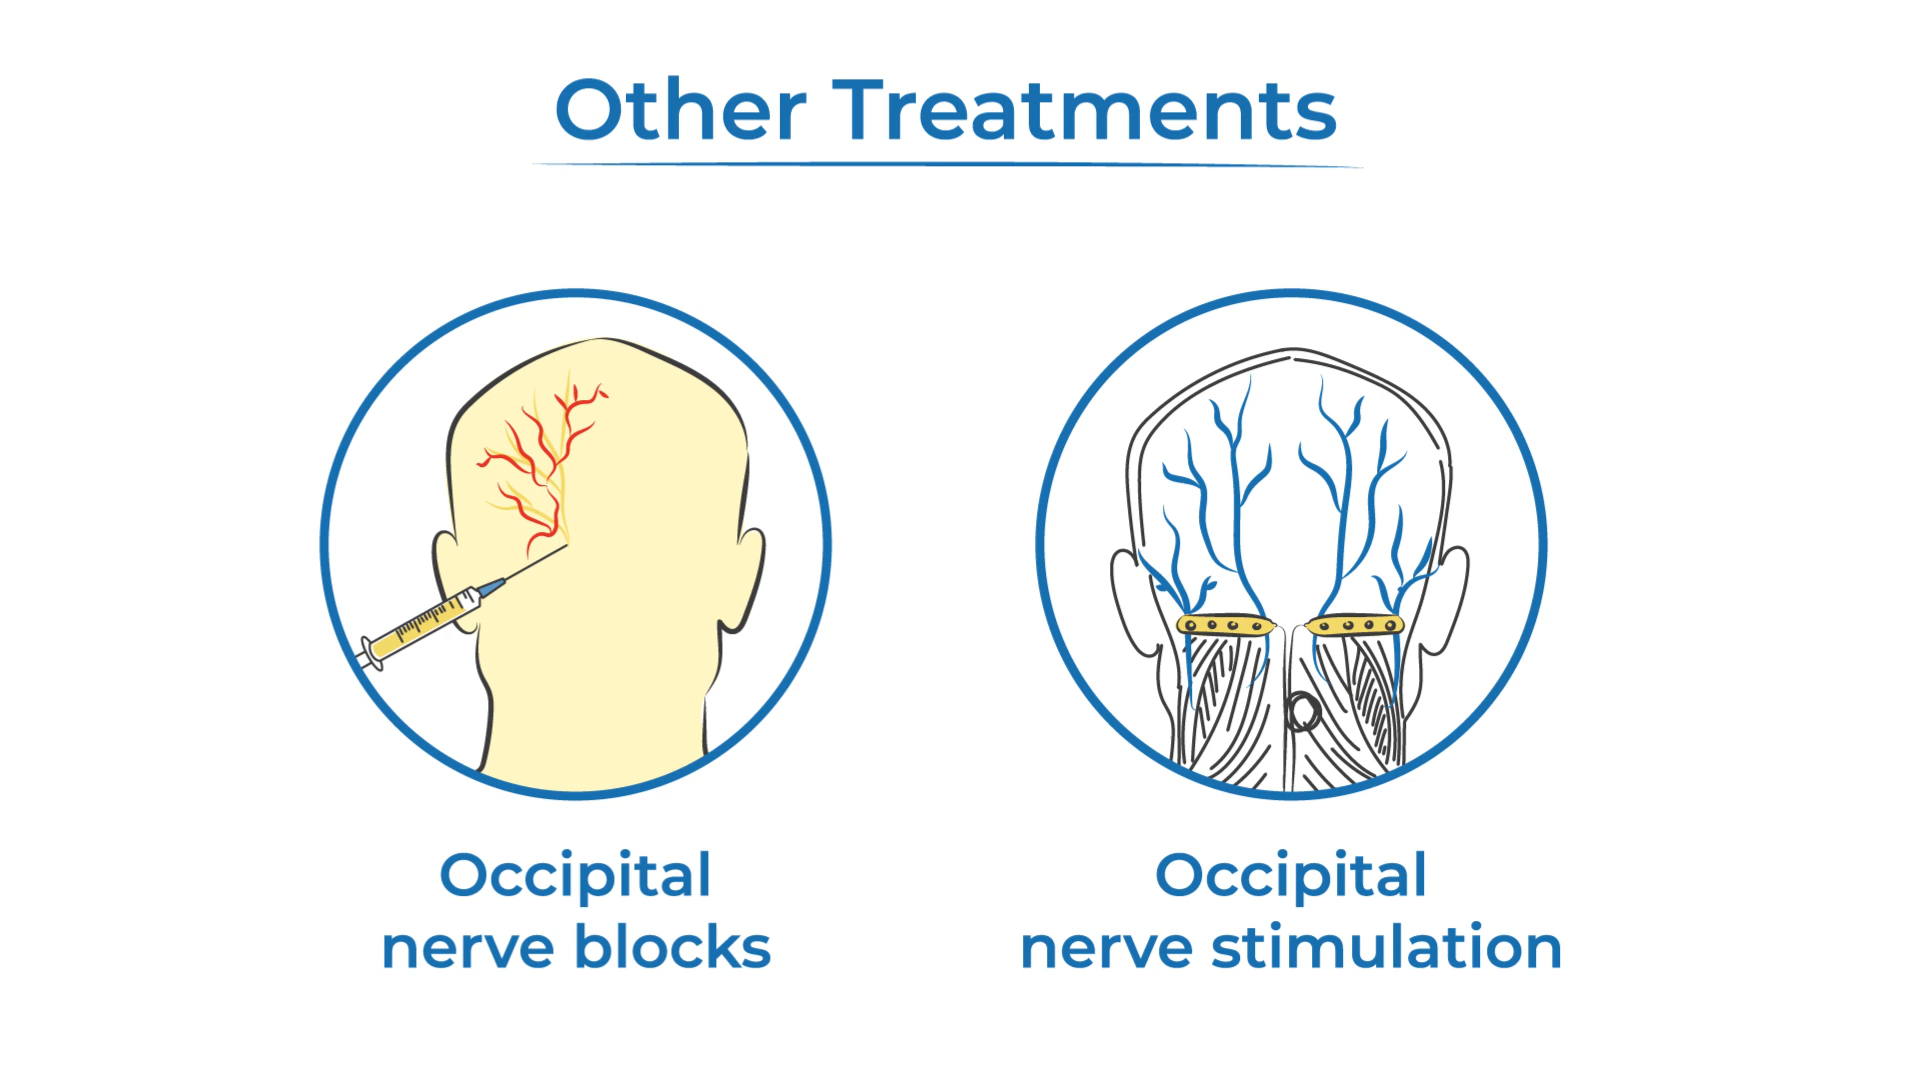 Other Treatments
Occipital
nerve blocks
Occipital
nerve stimulation